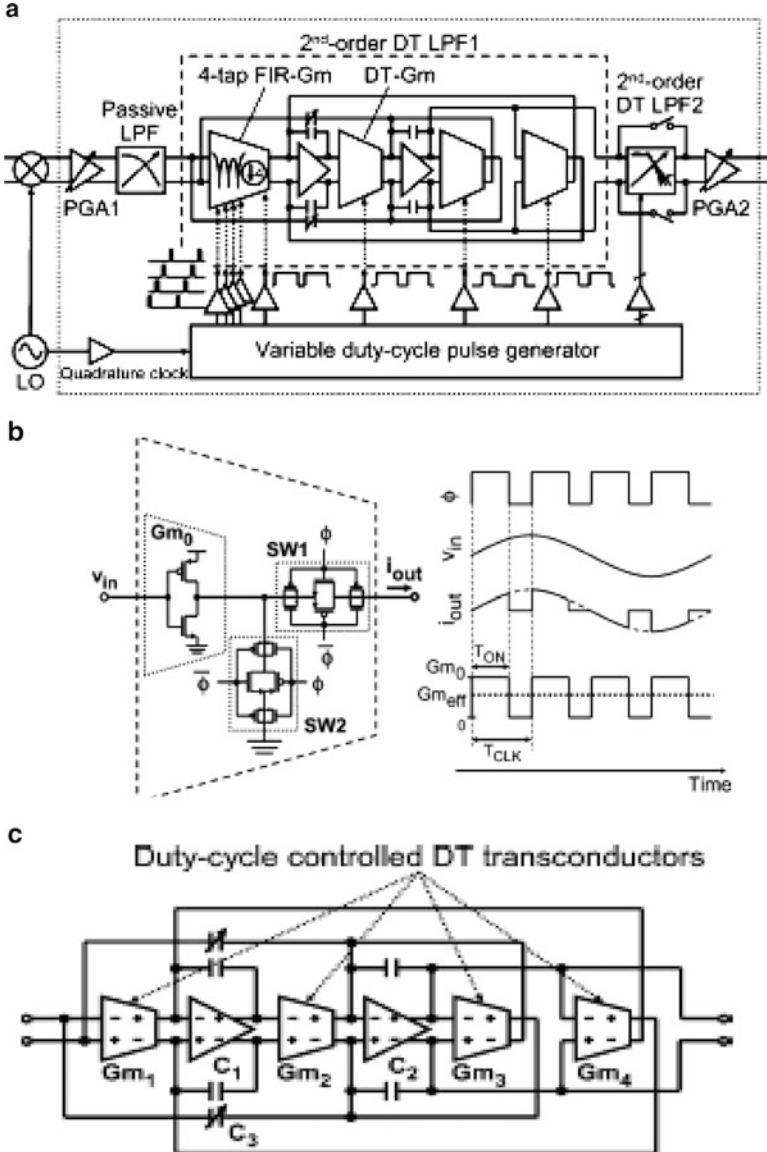 a
2nd-order DT LPF1
4-tap FIR-Gm
DT-Gm
2nd-order
DT LPF2
Passive
LPF
PGA1
PGA2
Variable duty-cycle pulse generator
LO
Quadrature clock
b
Gm0
SW1
ϕ
iout
vin
ϕ̅
ϕ̅
ϕ
SW2
ϕ
vin
iout
TON
Gm0
Gmeff
0
TCLK
Time
c
Duty-cycle controlled DT transconductors
- +
- +
- +
- +
- +
- +
+ -
+ -
+ -
+ -
+ -
+ -
Gm1
C1
Gm2
C2
Gm3
Gm4
C3